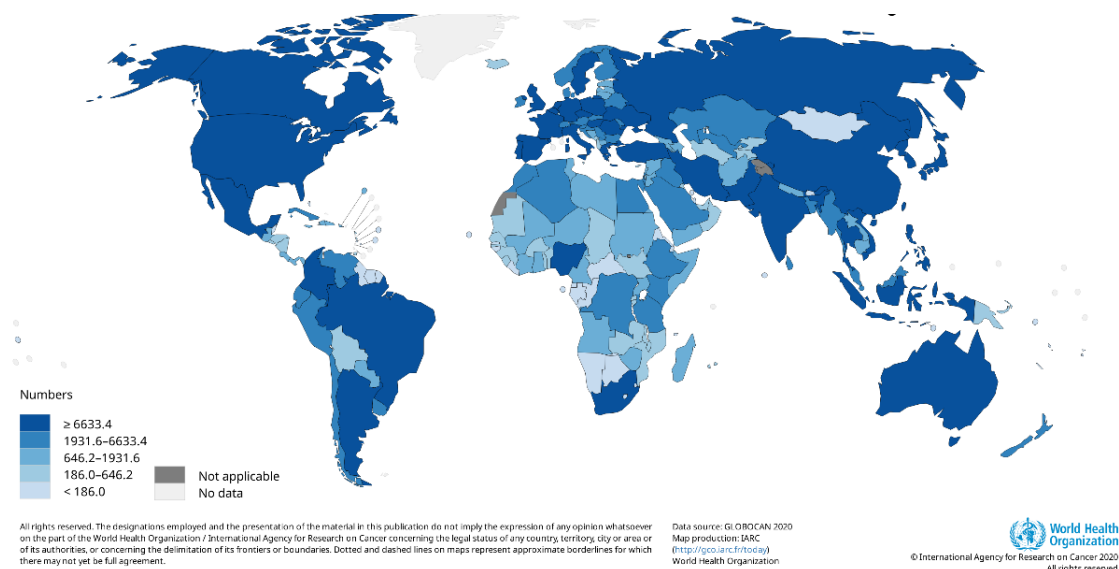 Numbers
≥ 6633.4
1931.6–6633.4
646.2–1931.6
186.0–646.2
< 186.0
Not applicable
No data
All rights reserved. The designations employed and the presentation of the material in this publication do not imply the expression of any opinion whatsoever
on the part of the World Health Organization / International Agency for Research on Cancer concerning the legal status of any country, territory, city or area or
of its authorities, or concerning the delimitation of its frontiers or boundaries. Dotted and dashed lines on maps represent approximate borderlines for which
there may not yet be full agreement.
Data source: GLOBOCAN 2020
Map production: IARC
(http://gco.iarc.fr/today)
World Health Organization
World Health
Organization
© International Agency for Research on Cancer 2020
All rights reserved